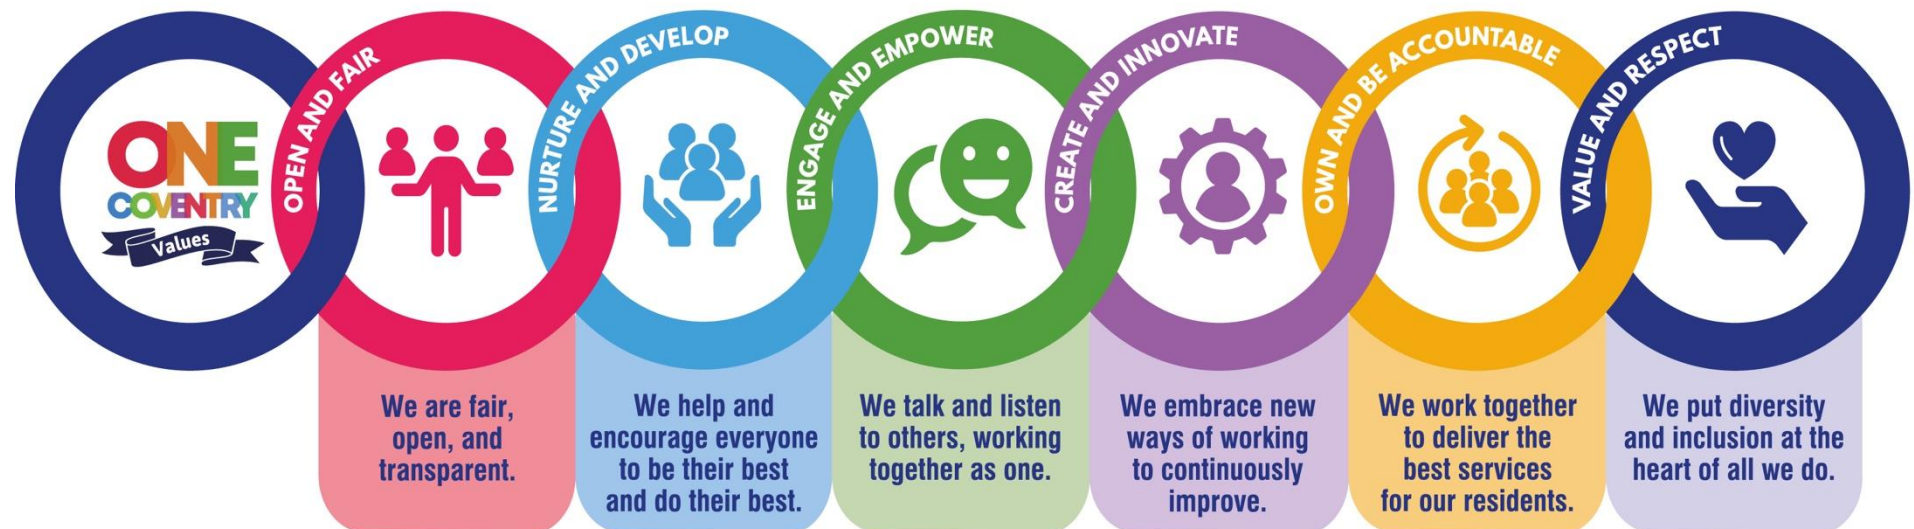 ONE
COVENTRY
Values
OPEN AND FAIR
We are fair,
open, and
transparent.
NURTURE AND DEVELOP
We help and
encourage everyone
to be their best
and do their best.
ENGAGE AND EMPOWER
We talk and listen
to others, working
together as one.
CREATE AND INNOVATE
We embrace new
ways of working
to continuously
improve.
OWN AND BE ACCOUNTABLE
We work together
to deliver the
best services
for our residents.
VALUE AND RESPECT
We put diversity
and inclusion at the
heart of all we do.